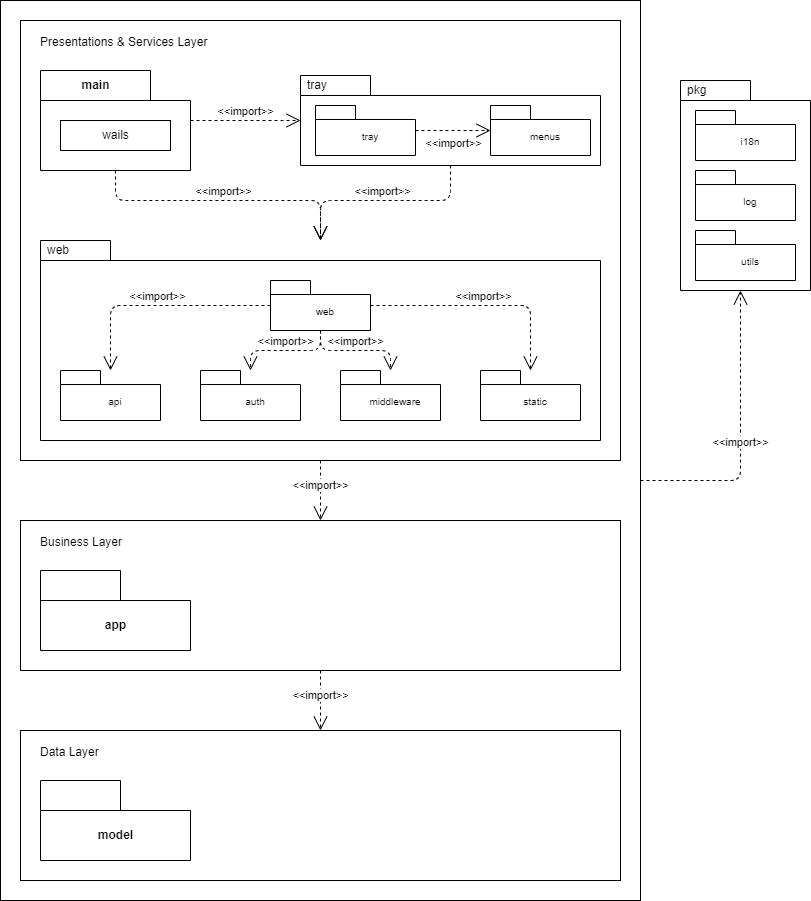 Presentations & Services Layer
main
wails
<<import>>
tray
tray
<<import>>
menus
<<import>>
<<import>>
pkg
i18n
log
utils
web
web
<<import>>
<<import>>
<<import>>
<<import>>
api
auth
middleware
static
<<import>>
<<import>>
Business Layer
app
<<import>>
Data Layer
model